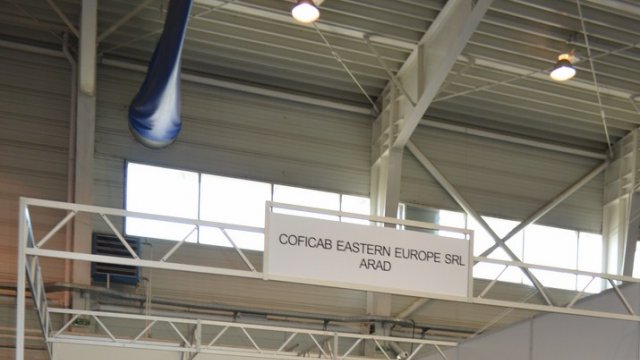 COFICAB EASTERN EUROPE SRL
ARAD